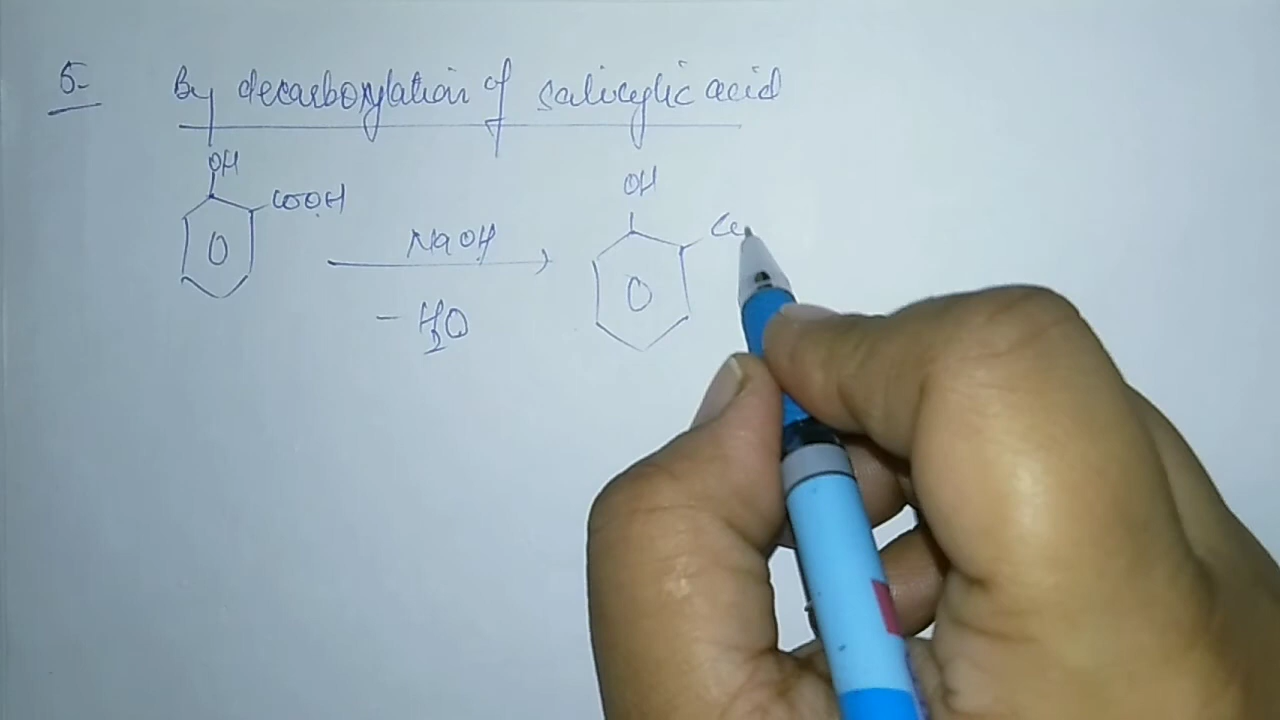 5- By decarboxylation of salicylic acid
OH
COOH
NaOH
- H2O
OH